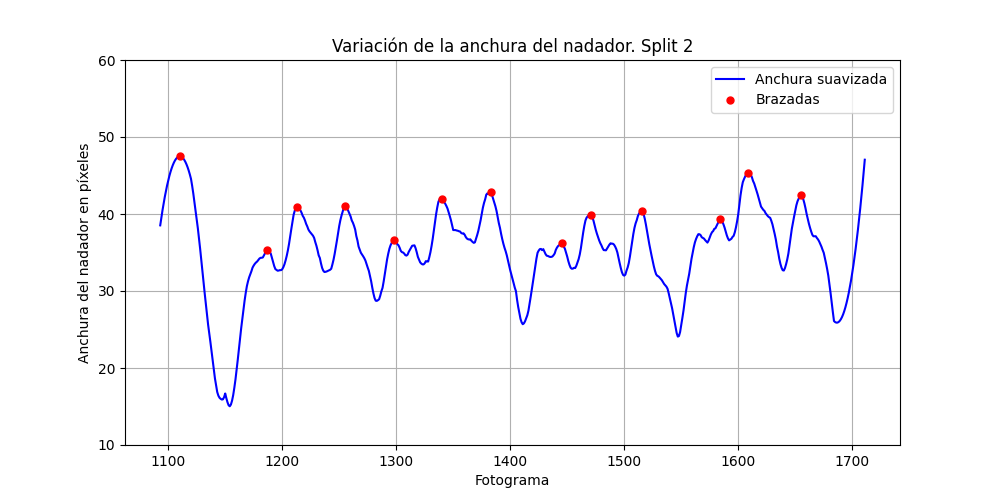 Variación de la anchura del nadador. Split 2
Anchura suavizada
Brazadas
60
50
40
30
20
10
Anchura del nadador en píxeles
1100 1200 1300 1400 1500 1600 1700
Fotograma